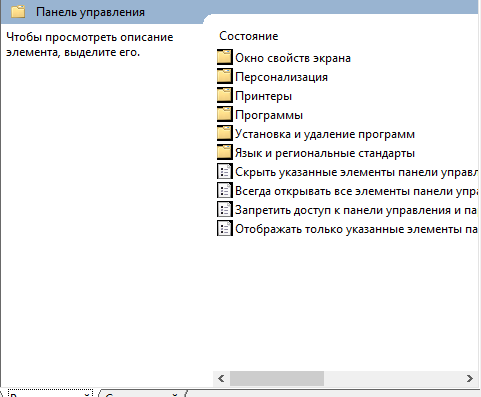 Панель управления
Чтобы просмотреть описание
элемента, выделите его.
Состояние
Окно свойств экрана
Персонализация
Принтеры
Программы
Установка и удаление программ
Язык и региональные стандарты
Скрыть указанные элементы панели управл
Всегда открывать все элементы панели упра
Запретить доступ к панели управления и па
Отображать только указанные элементы па